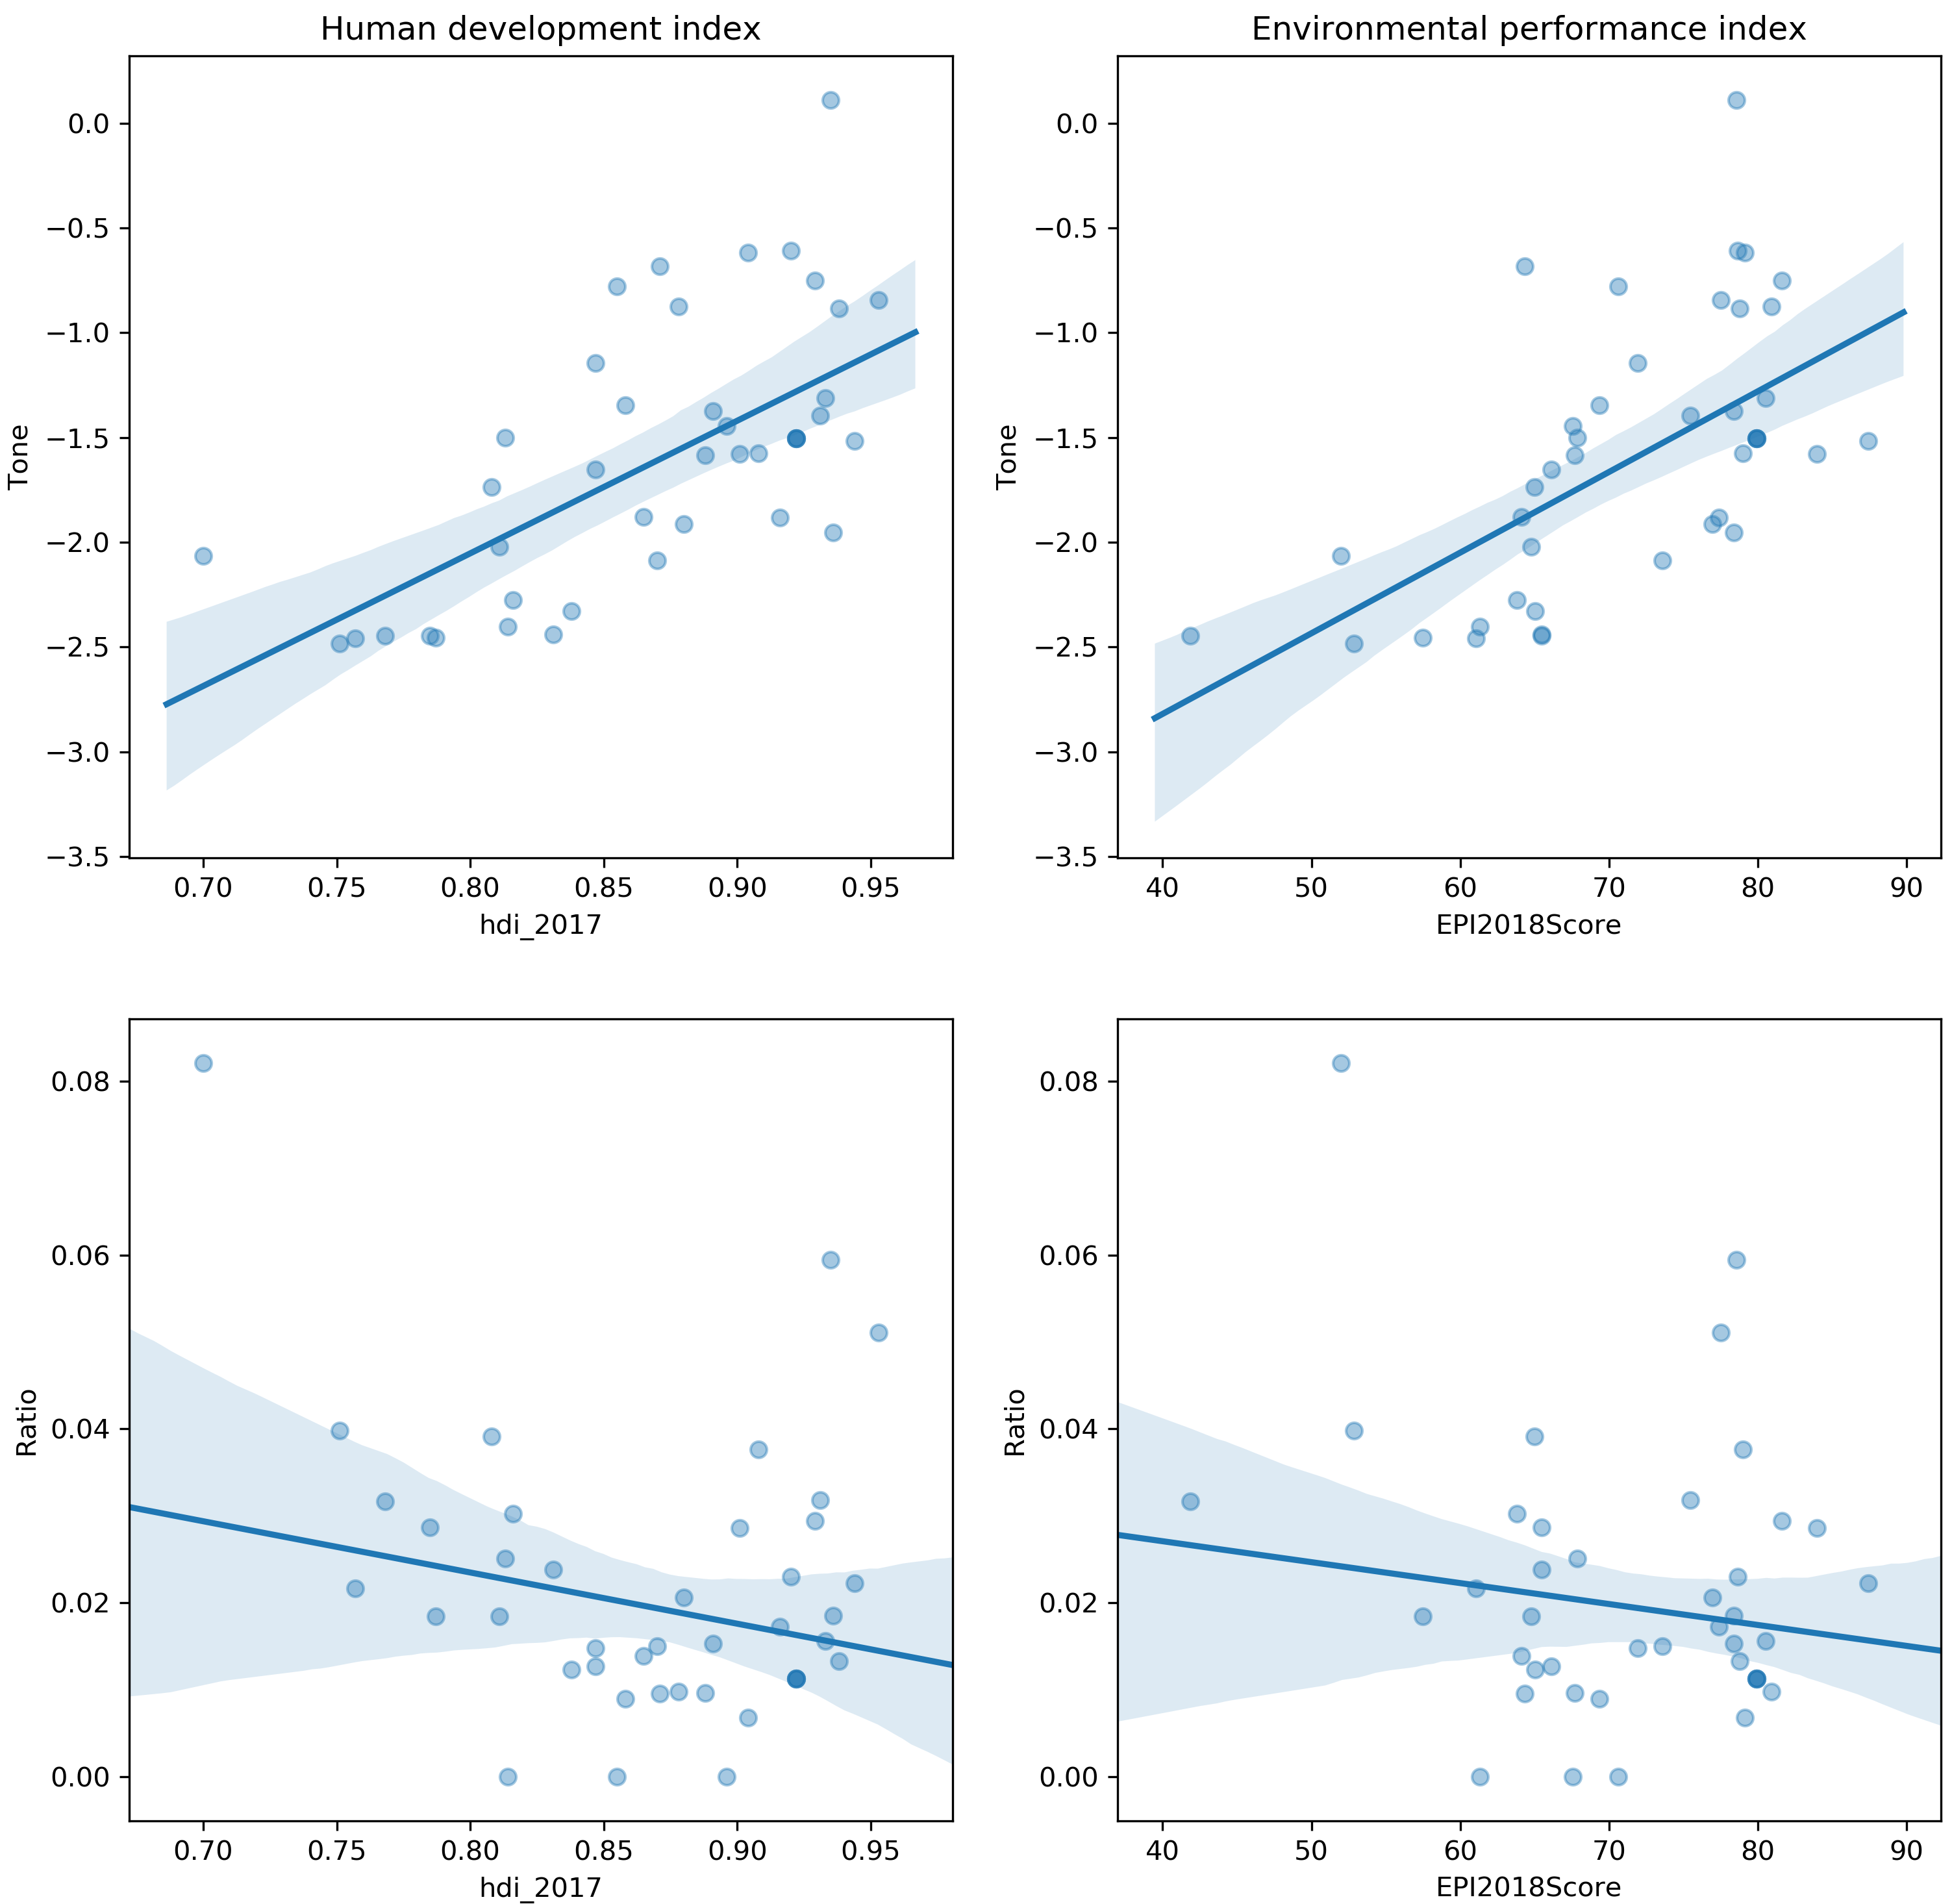 Human development index
Environmental performance index
0.0
−0.5
−1.0
−1.5
−2.0
−2.5
−3.0
−3.5
Tone
0.70 0.75 0.80 0.85 0.90 0.95
hdi_2017
0.0
−0.5
−1.0
−1.5
−2.0
−2.5
−3.0
−3.5
Tone
40 50 60 70 80 90
EPI2018Score
0.08
0.06
0.04
0.02
0.00
Ratio
0.70 0.75 0.80 0.85 0.90 0.95
hdi_2017
0.08
0.06
0.04
0.02
0.00
Ratio
40 50 60 70 80 90
EPI2018Score